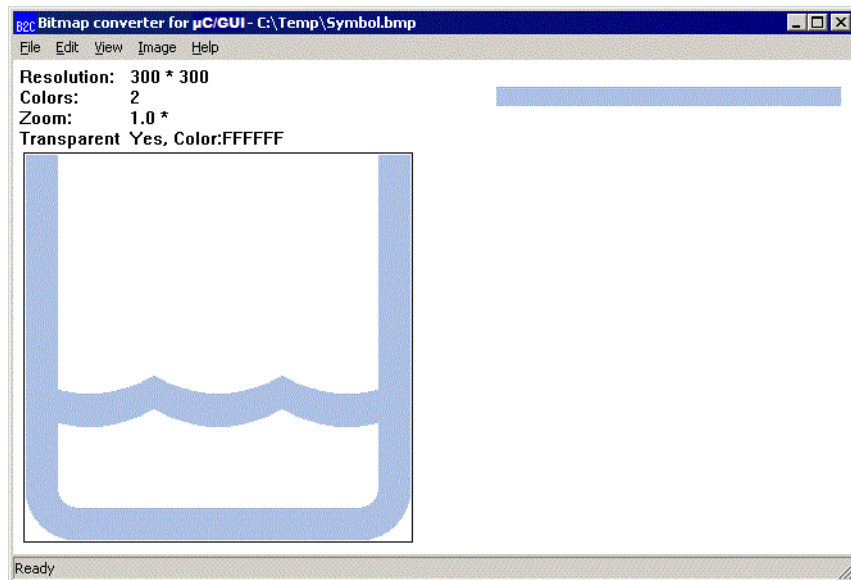 B2C Bitmap converter for µC/GUI - C:\Temp\Symbol.bmp
File Edit View Image Help
Resolution: 300 * 300
Colors: 2
Zoom: 1.0 *
Transparent Yes, Color:FFFFFF
Ready